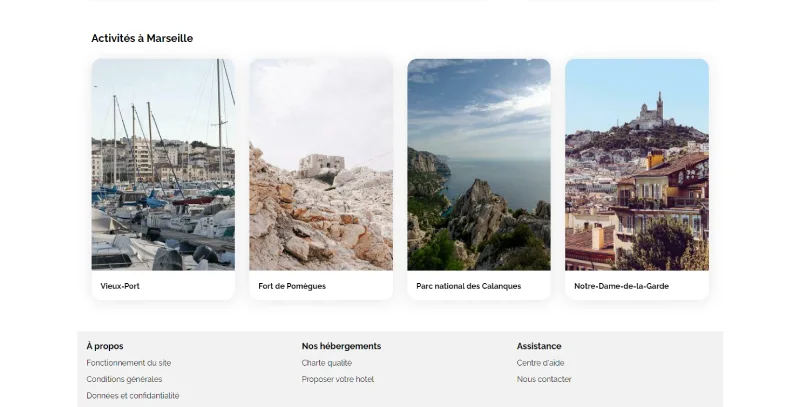 Activités à Marseille
Vieux-Port
Fort de Pomègues
Parc national des Calanques
Notre-Dame-de-la-Garde
À propos
Nos hébergements
Assistance
Fonctionnement du site
Charte qualité
Centre d'aide
Conditions générales
Proposer votre hotel
Nous contacter
Données et confidantialité